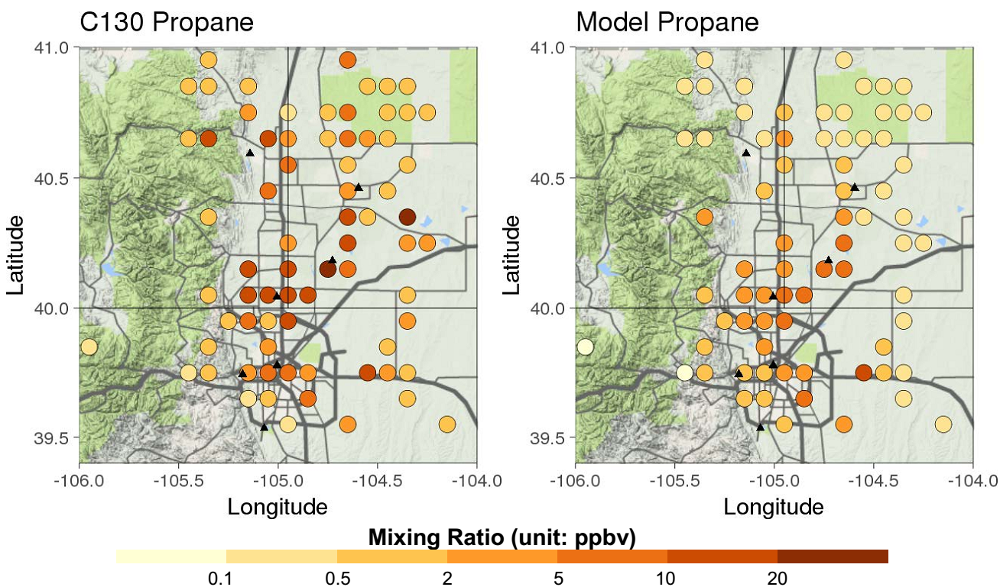 C130 Propane
Model Propane
41.0
40.5
40.0
39.5
Latitude
-106.0 -105.5 -105.0 -104.5 -104.0
Longitude
41.0
40.5
40.0
39.5
Latitude
-106.0 -105.5 -105.0 -104.5 -104.0
Longitude
Mixing Ratio (unit: ppbv)
0.1 0.5 2 5 10 20